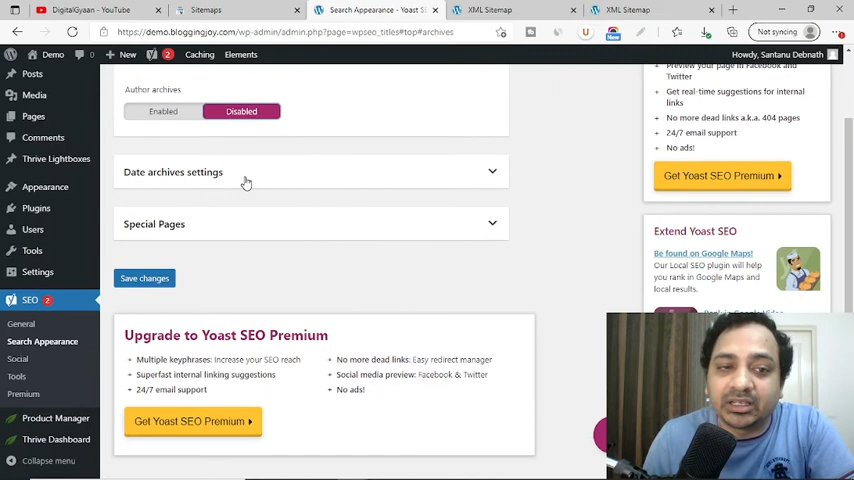 DigitalGyaan - YouTube
Sitemaps
Search Appearance - Yoast SE
XML Sitemap
XML Sitemap
https://demo.bloggingjoy.com/wp-admin/admin.php?page=wpseo_titles#top#archives
New
Not syncing
Demo
New
2
Caching
Elements
Howdy, Santanu Debnath
Posts
Media
Pages
Comments
Thrive Lightboxes
Appearance
Plugins
Users
Tools
Settings
SEO 2
General
Search Appearance
Social
Tools
Premium
Product Manager
Thrive Dashboard
Collapse menu
Author archives
Enabled
Disabled
Date archives settings
Special Pages
Save changes
Upgrade to Yoast SEO Premium
+ Multiple keyphrases: Increase your SEO reach
+ Superfast internal linking suggestions
+ 24/7 email support
+ No more dead links: Easy redirect manager
+ Social media preview: Facebook & Twitter
+ No ads!
Get Yoast SEO Premium
+ Preview your page in Facebook and
Twitter
+ Get real-time suggestions for internal
links
+ No more dead links a.k.a. 404 pages
+ 24/7 email support
+ No ads!
Get Yoast SEO Premium
Extend Yoast SEO
Be found on Google Maps!
Our Local SEO plugin will help
you rank in Google Maps and
local results.